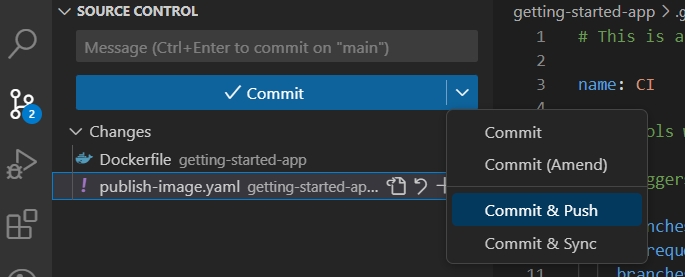 SOURCE CONTROL
Message (Ctrl+Enter to commit on "main")
Commit
Changes
Dockerfile getting-started-app
publish-image.yaml getting-started-ap...
2
Commit
Commit (Amend)
Commit & Push
Commit & Sync
getting-started-app > .g
1 # This is a
2
3 name: CI
4
ols w
ggers
nches
reque
11 branche